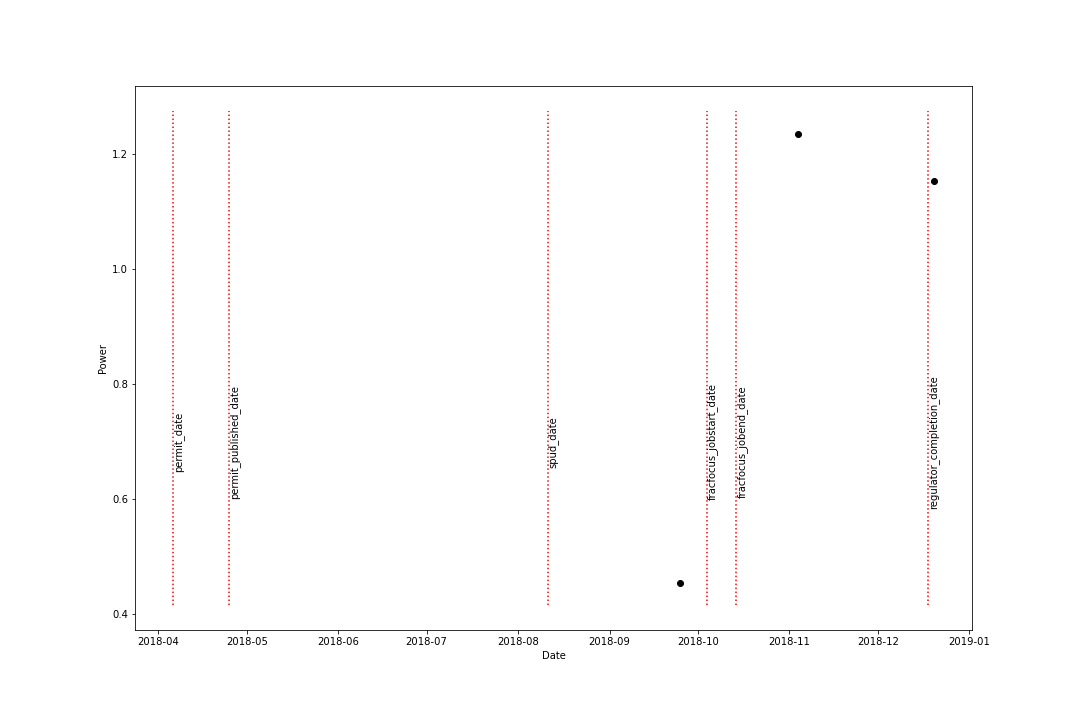 1.2
1.0
0.8
0.6
0.4
Power
permit_date
permit_published_date
spud_date
fracfocus_jobstart_date
fracfocus_jobend_date
regulator_completion_date
2018-04 2018-05 2018-06 2018-07 2018-08 2018-09 2018-10 2018-11 2018-12 2019-01
Date